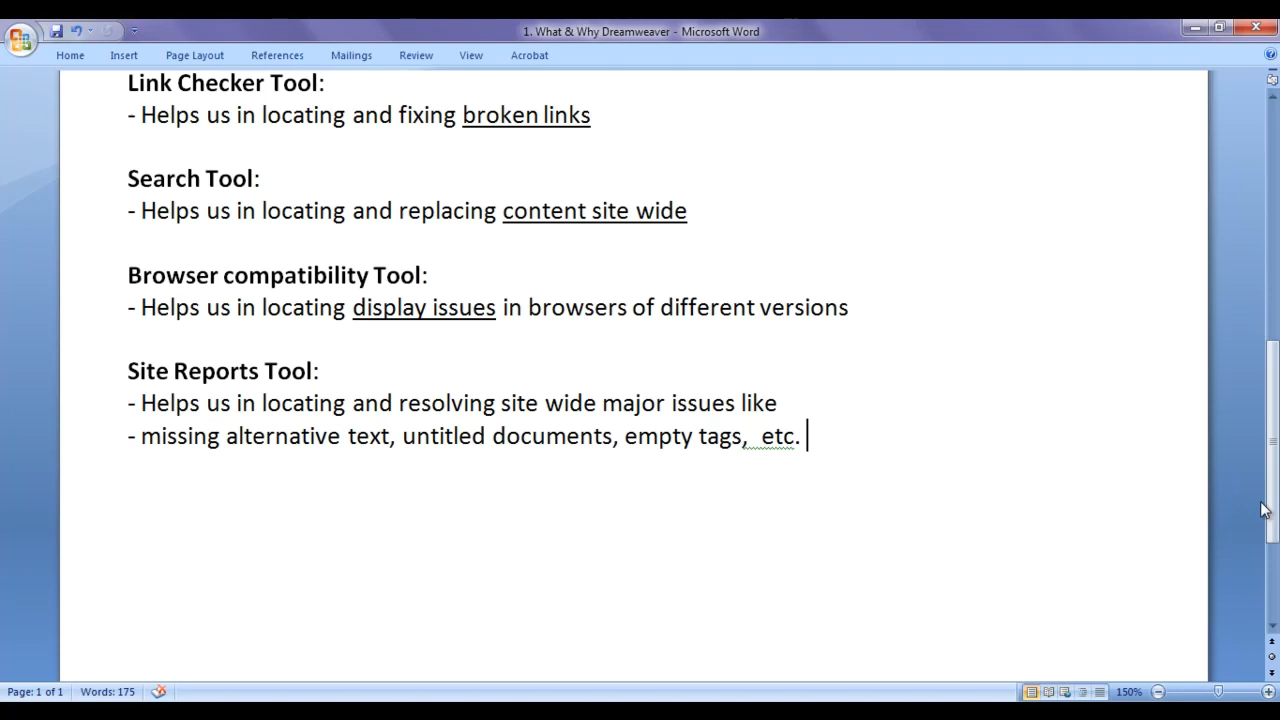 1. What & Why Dreamweaver - Microsoft Word
Home Insert Page Layout References Mailings Review View Acrobat
Link Checker Tool:
- Helps us in locating and fixing broken links
Search Tool:
- Helps us in locating and replacing content site wide
Browser compatibility Tool:
- Helps us in locating display issues in browsers of different versions
Site Reports Tool:
- Helps us in locating and resolving site wide major issues like
- missing alternative text, untitled documents, empty tags,  etc.
Page: 1 of 1 Words: 175 150%